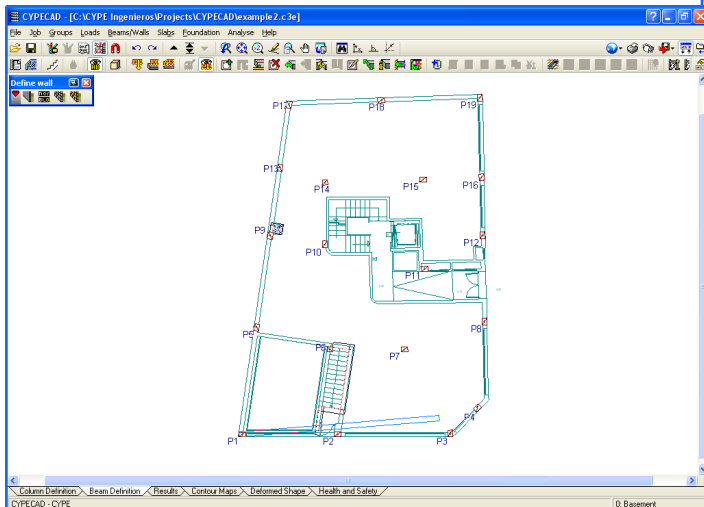 CYPECAD - [C:\CYPE Ingenieros\Projects\CYPECAD\example2.c3e]
File Job Groups Loads Beams/Walls Slabs Foundation Analyse Help
Define wall
P17
P18
P19
P13
P14
P15
P16
P9
P10
P12
P11
P5
P6
P7
P8
P4
P1
P2
P3
Column Definition Beam Definition Results Contour Maps Deformed Shape Health and Safety
CYPECAD - CYPE
0: Basement